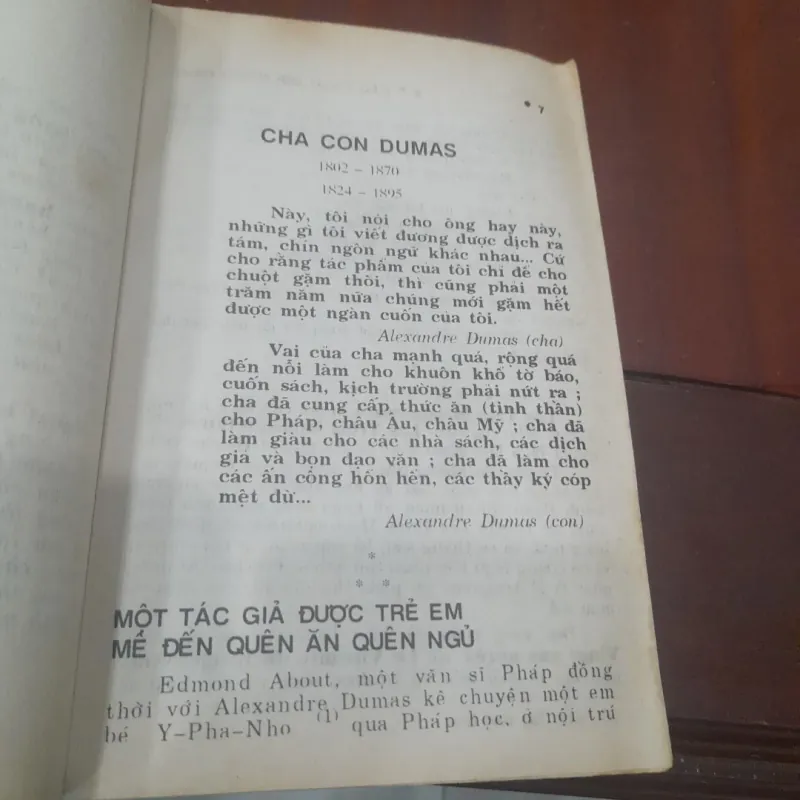 7
CHA CON DUMAS
1802 – 1870
1824 – 1895
Này, tôi nói cho ông hay này,
những gì tôi viết đương được dịch ra
tám, chín ngôn ngữ khác nhau... Cứ
cho rằng tác phẩm của tôi chỉ để cho
chuột gặm thôi, thì cũng phải một
trăm năm nữa chúng mới gặm hết
được một ngàn cuốn của tôi.
Alexandre Dumas (cha)
Vai của cha mạnh quá, rộng quá
đến nỗi làm cho khuôn khổ tờ báo,
cuốn sách, kịch trường phải nứt ra ;
cha đã cung cấp thức ăn (tinh thần)
cho Pháp, châu Âu, châu Mỹ ; cha đã
làm giàu cho các nhà sách, các dịch
giả và bọn đạo văn ; cha đã làm cho
các ấn công hổn hển, các thầy ký cóp
mệt dừ...
Alexandre Dumas (con)
*
* *
MỘT TÁC GIẢ ĐƯỢC TRẺ EM
MÊ ĐẾN QUÊN ĂN QUÊN NGỦ
Edmond About, một văn sĩ Pháp đồng
thời với Alexandre Dumas kể chuyện một em
bé Y-Pha-Nho (1) qua Pháp học, ở nội trú